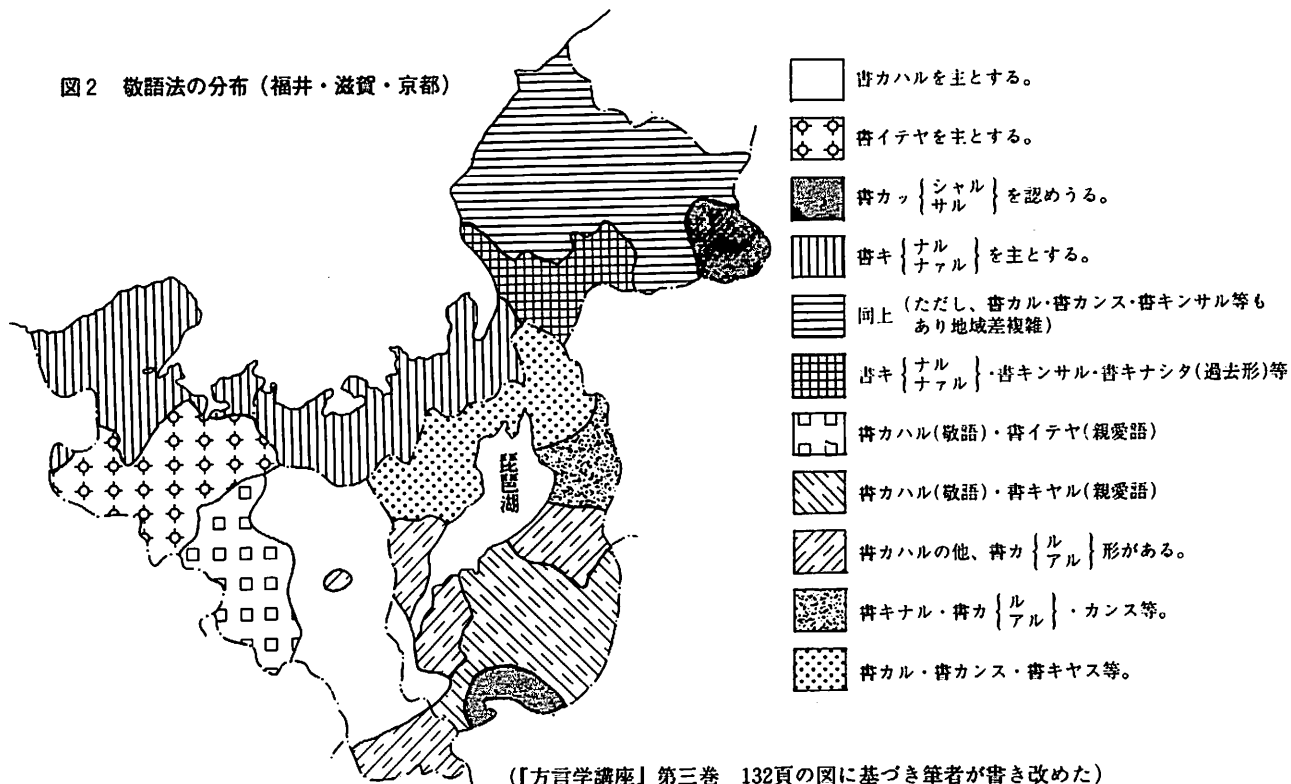 図2 敬語法の分布(福井・滋賀・京都)
書カハルを主とする。
書イテヤを主とする。
書カッ{シャル サル}を認めうる。
書キ{ナル ナァル}を主とする。
同上(ただし、書カル・書カンス・書キンサル等も
あり地域差複雑)
書キ{ナル ナァル}・書キンサル・書キナシタ(過去形)等
書カハル(敬語)・書イテヤ(親愛語)
書カハル(敬語)・書キヤル(親愛語)
書カハルの他、書カ{ル アル}形がある。
書キナル・書カ{ル アル}・カンス等。
書カル・書カンス・書キヤス等。
琵琶湖
(『方言学講座』第三巻 132頁の図に基づき筆者が書き改めた)